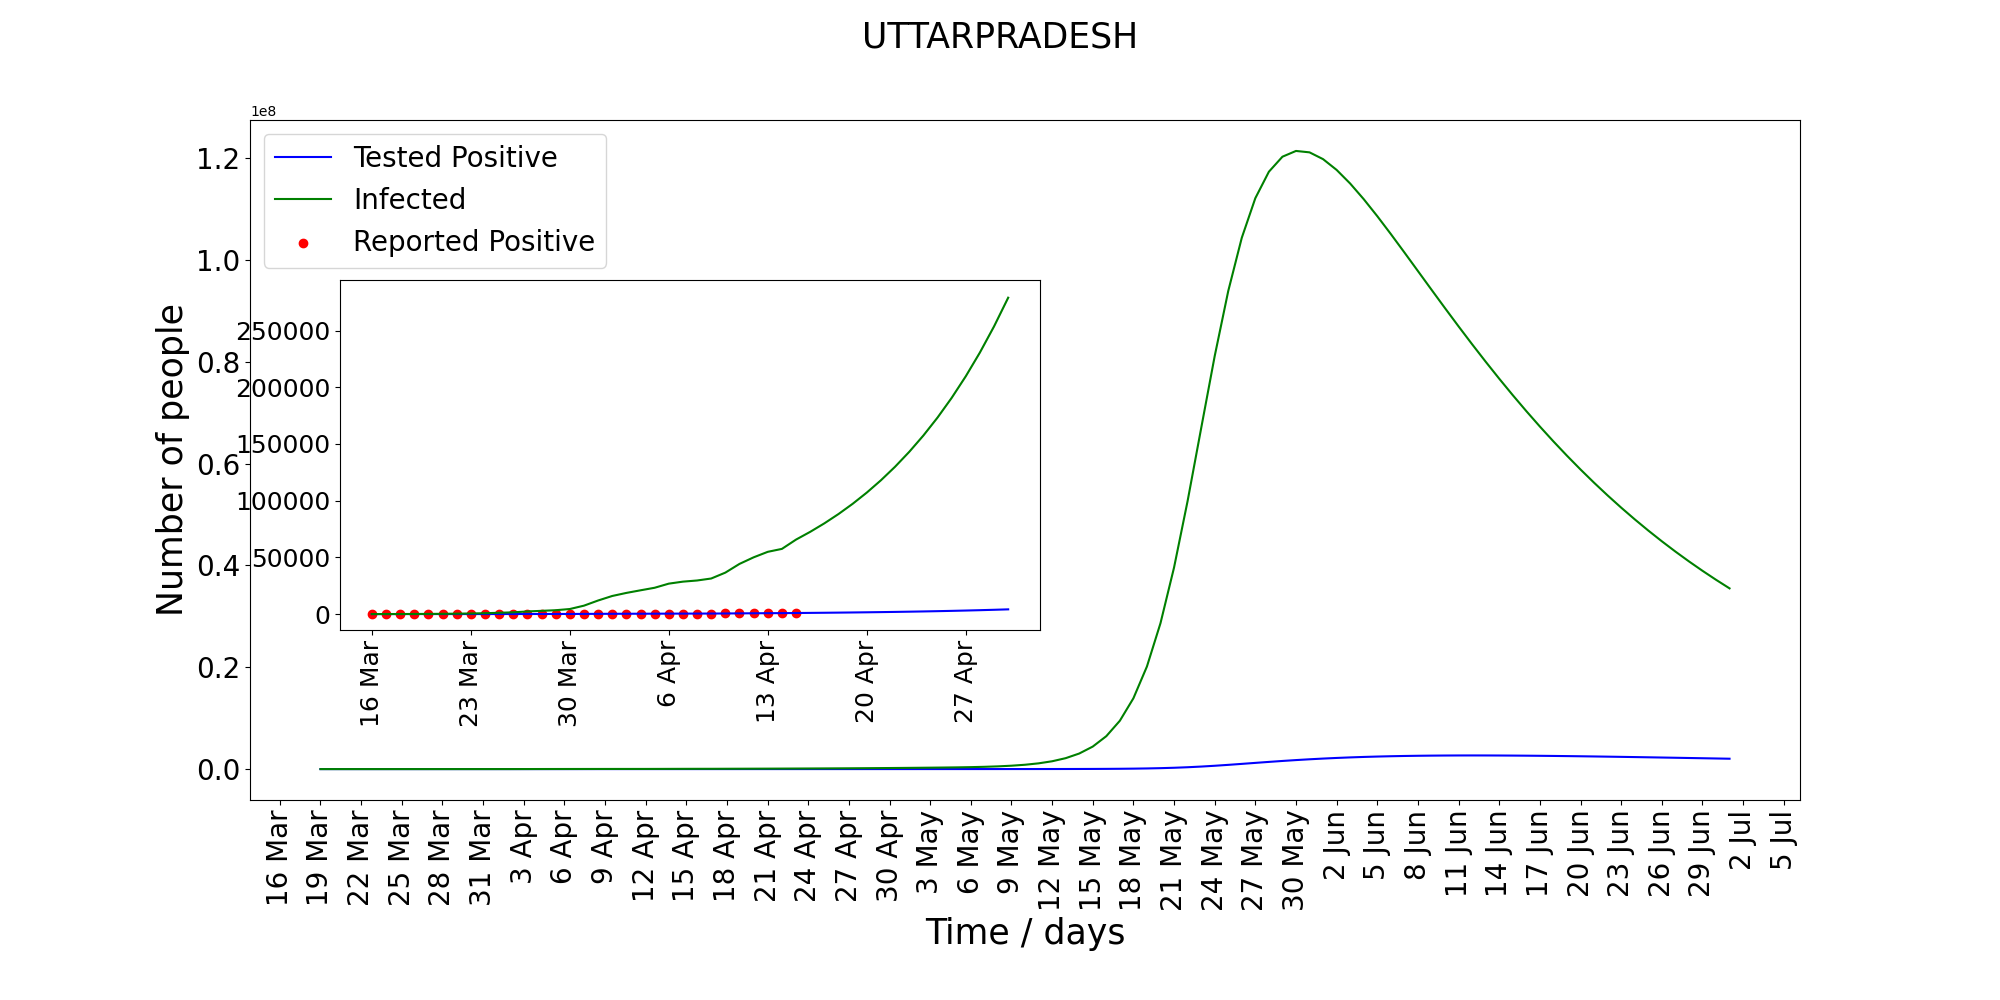 UTTARPRADESH
1e8
1.2
1.0
0.8
0.6
0.4
0.2
0.0
Number of people
Tested Positive
Infected
Reported Positive
250000
200000
150000
100000
50000
0
16 Mar
23 Mar
30 Mar
6 Apr
13 Apr
20 Apr
27 Apr
16 Mar
19 Mar
22 Mar
25 Mar
28 Mar
31 Mar
3 Apr
6 Apr
9 Apr
12 Apr
15 Apr
18 Apr
21 Apr
24 Apr
27 Apr
30 Apr
3 May
6 May
9 May
12 May
15 May
18 May
21 May
24 May
27 May
30 May
2 Jun
5 Jun
8 Jun
11 Jun
14 Jun
17 Jun
20 Jun
23 Jun
26 Jun
29 Jun
2 Jul
5 Jul
Time / days